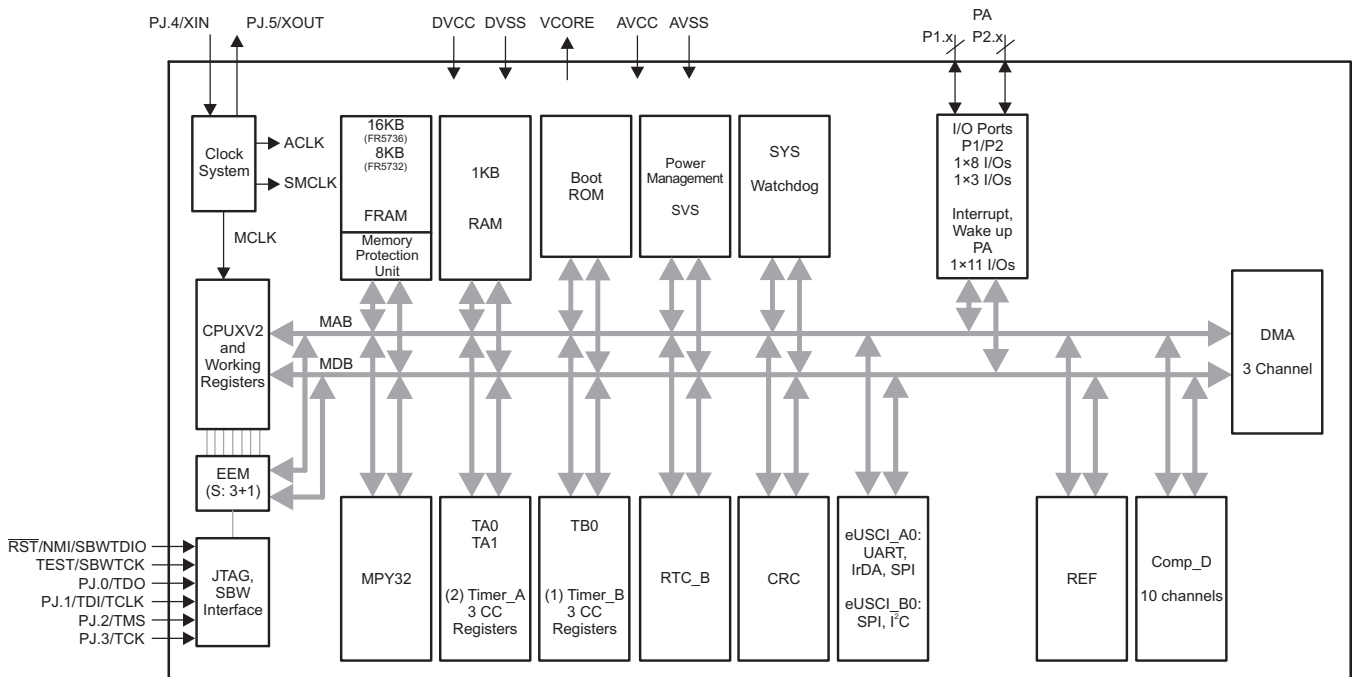 PJ.4/XIN
PJ.5/XOUT
DVCC
DVSS
VCORE
AVCC
AVSS
PA
P1.x
P2.x
Clock
System
ACLK
SMCLK
MCLK
16KB
(FR5736)
8KB
(FR5732)
FRAM
Memory
Protection
Unit
1KB
RAM
Boot
ROM
Power
Management
SVS
SYS
Watchdog
I/O Ports
P1/P2
1×8 I/Os
1×3 I/Os
Interrupt,
Wake up
PA
1×11 I/Os
CPUXV2
and
Working
Registers
MAB
MDB
DMA
3 Channel
EEM
(S: 3+1)
RST/NMI/SBWTDIO
TEST/SBWTCK
PJ.0/TDO
PJ.1/TDI/TCLK
PJ.2/TMS
PJ.3/TCK
JTAG,
SBW
Interface
MPY32
TA0
TA1
(2) Timer_A
3 CC
Registers
TB0
(1) Timer_B
3 CC
Registers
RTC_B
CRC
eUSCI_A0:
UART,
IrDA, SPI
eUSCI_B0:
SPI, I²C
REF
Comp_D
10 channels